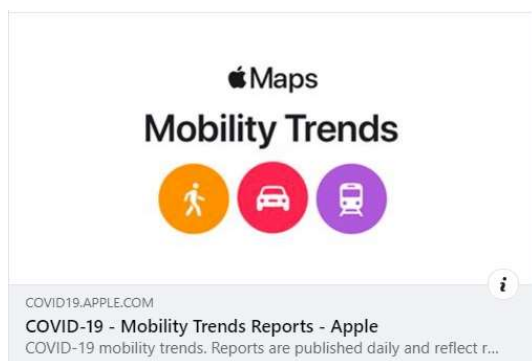 Maps
Mobility Trends
i
COVID19.APPLE.COM
COVID-19 - Mobility Trends Reports - Apple
COVID-19 mobility trends. Reports are published daily and reflect r...